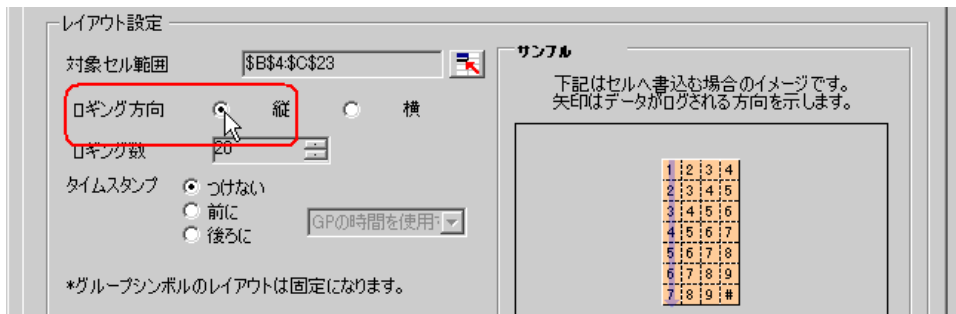 レイアウト設定
対象セル範囲 $B$4:$C$23
ロギング方向 縦 横
ロギング数 20
タイムスタンプ つけない
前に
後ろに
GPの時間を使用
*グループシンボルのレイアウトは固定になります。
サンプル
下記はセルへ書込む場合のイメージです。
矢印はデータがログされる方向を示します。
1 2 3 4
2 3 4 5
3 4 5 6
4 5 6 7
5 6 7 8
6 7 8 9
7 8 9 #